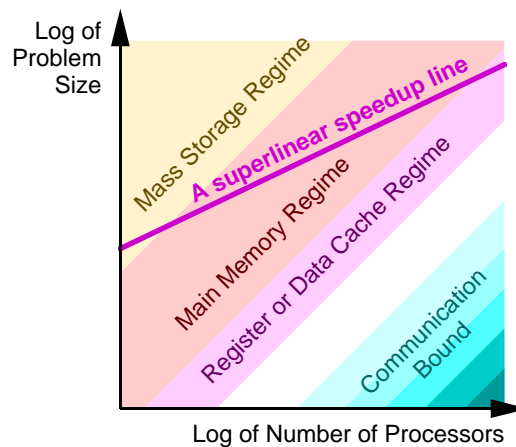 Log of
Problem
Size
Mass Storage Regime
A superlinear speedup line
Main Memory Regime
Register or Data Cache Regime
Communication
Bound
Log of Number of Processors